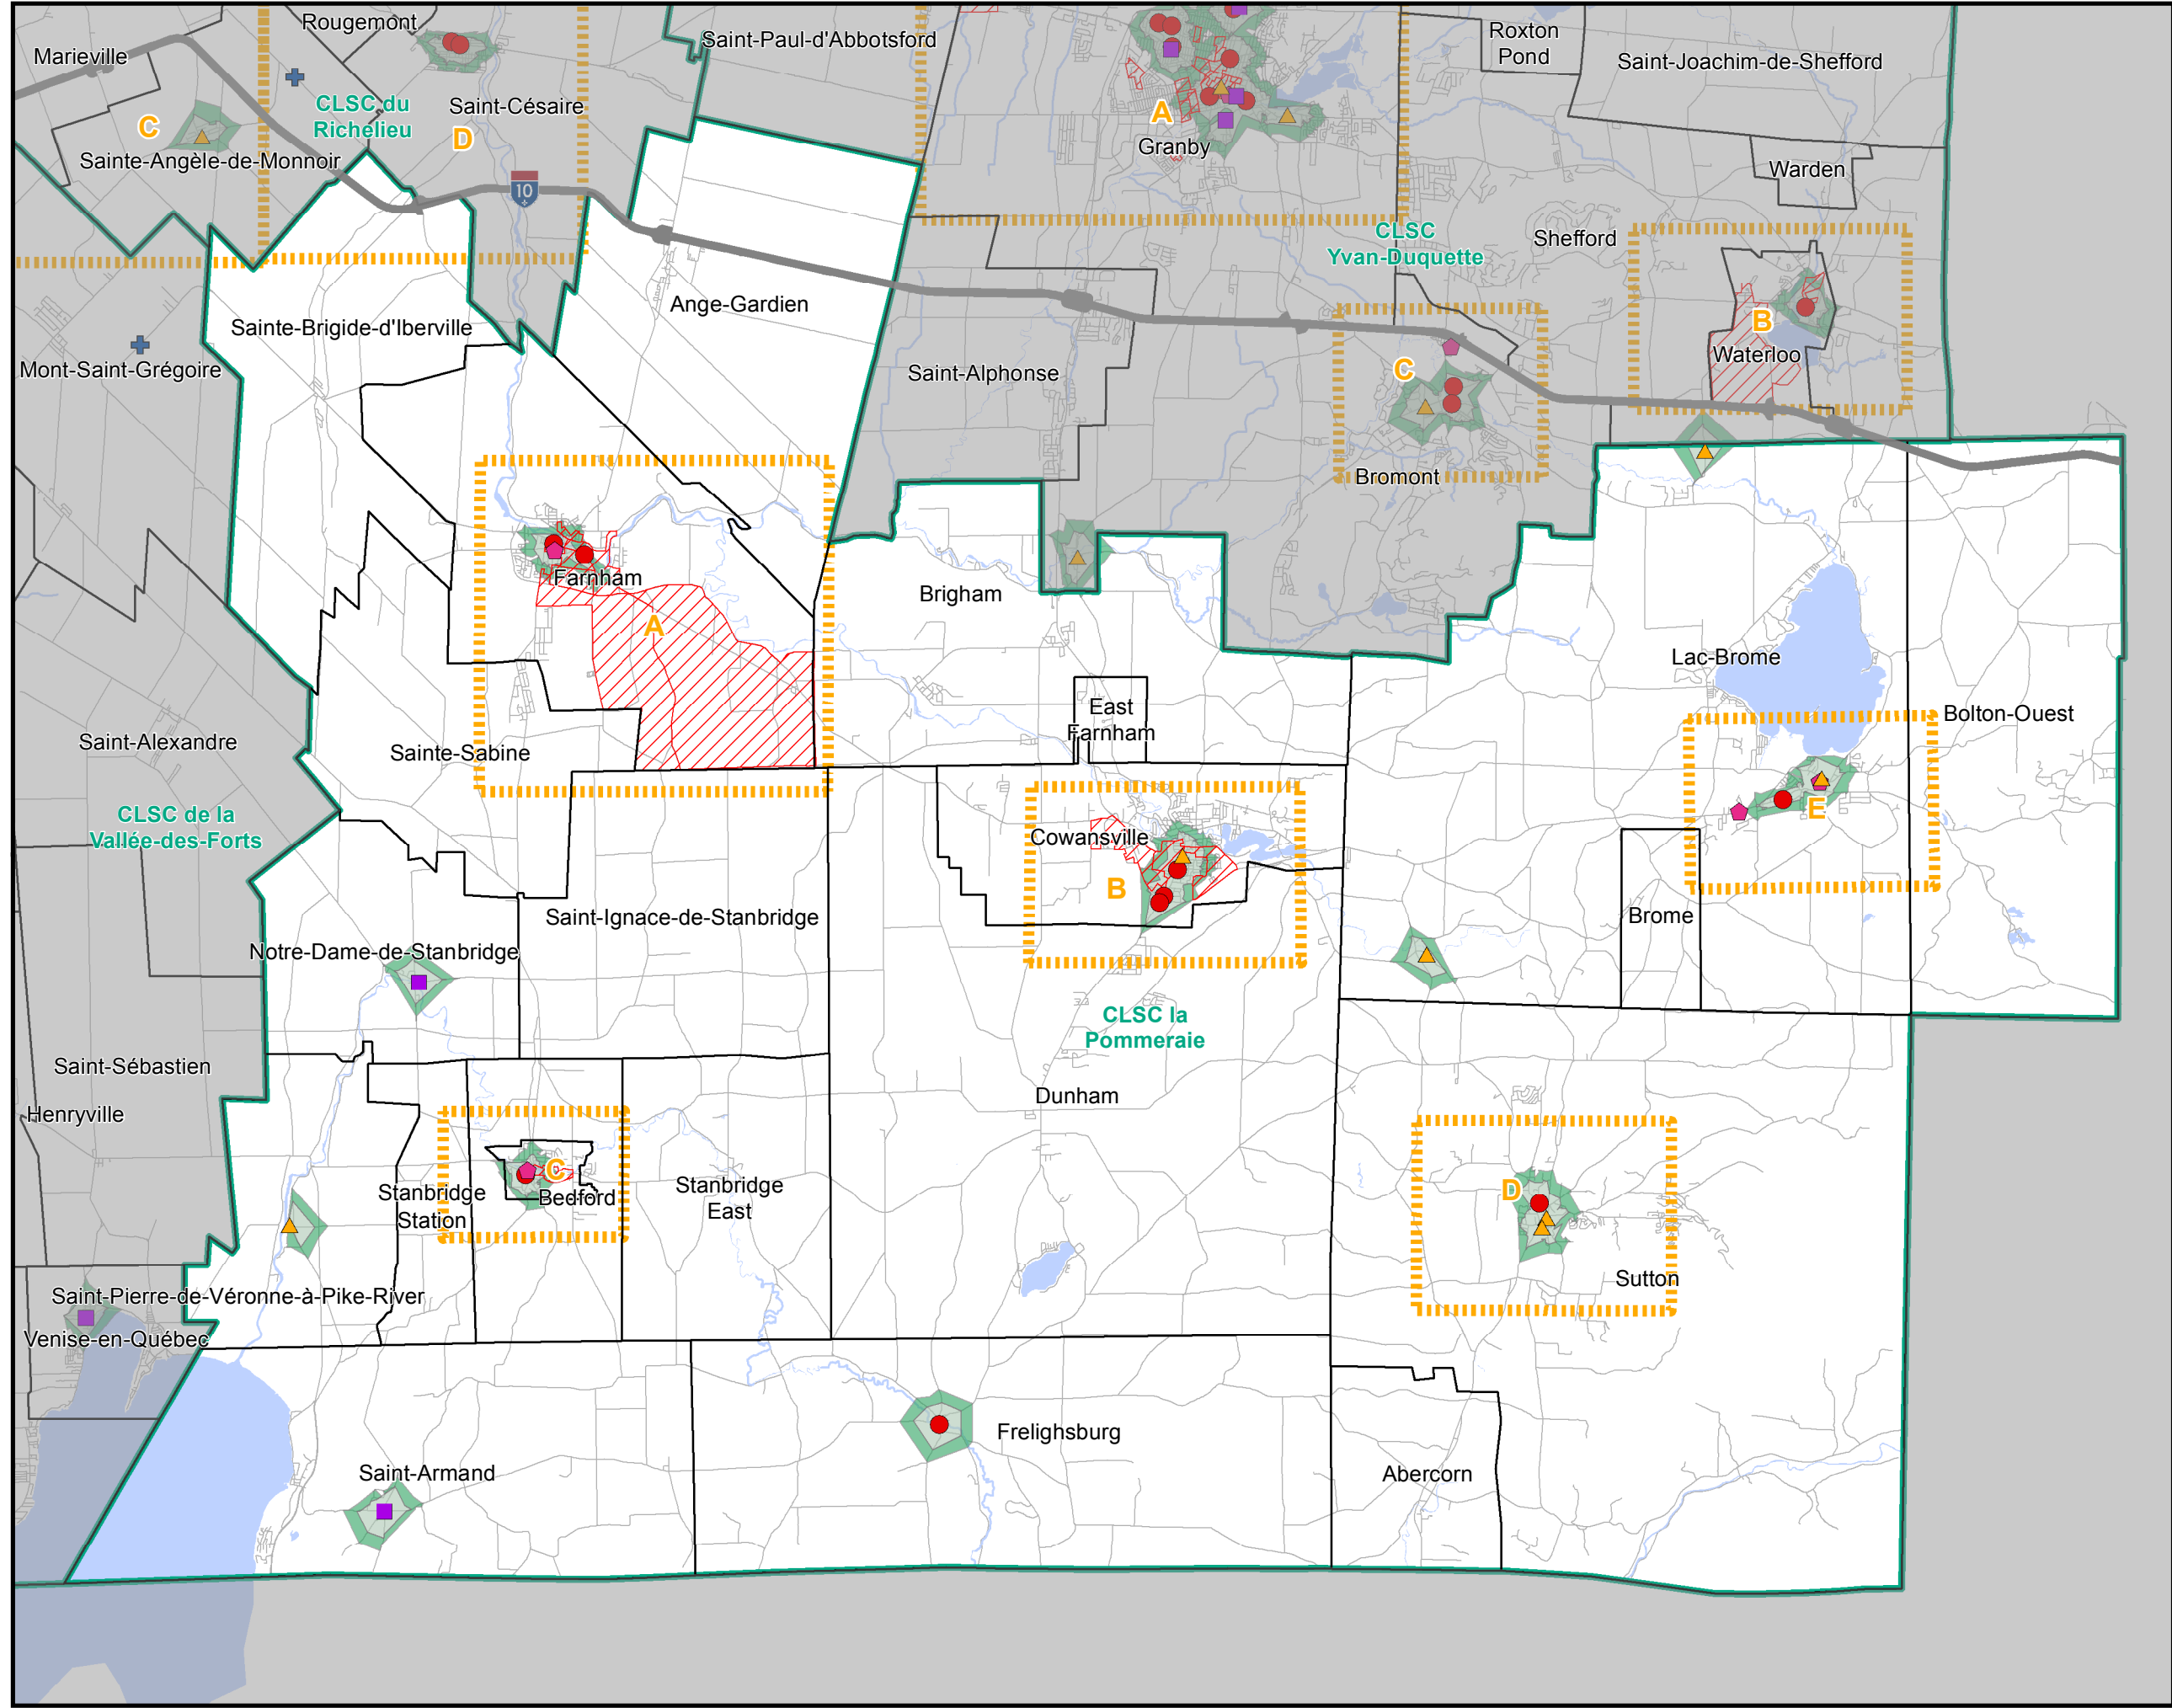 Rougemont
Marieville
Saint-Paul-d'Abbotsford
Roxton
Pond
Saint-Joachim-de-Shefford
CLSC du
Richelieu
Saint-Césaire
C
D
A
Sainte-Angèle-de-Monnoir
Granby
Warden
10
CLSC
Yvan-Duquette
Shefford
Ange-Gardien
Sainte-Brigide-d'Iberville
B
Waterloo
Mont-Saint-Grégoire
Saint-Alphonse
C
Bromont
Farnham
A
Brigham
Lac-Brome
East
Farnham
Bolton-Ouest
Saint-Alexandre
Sainte-Sabine
CLSC de la
Vallée-des-Forts
Cowansville
E
B
Saint-Ignace-de-Stanbridge
Brome
Notre-Dame-de-Stanbridge
CLSC la
Pommeraie
Saint-Sébastien
Dunham
Henryville
C
Bedford
Stanbridge
Station
Stanbridge
East
D
Sutton
Saint-Pierre-de-Véronne-à-Pike-River
Venise-en-Québec
Frelighsburg
Saint-Armand
Abercorn